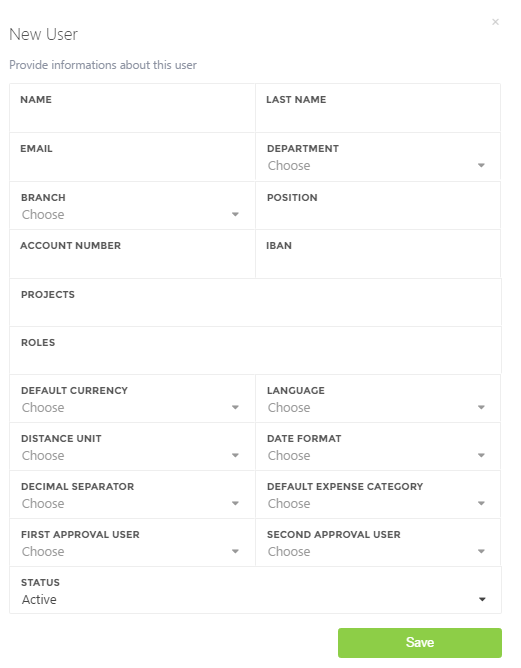 ×
New User
Provide informations about this user
NAME
LAST NAME
EMAIL
DEPARTMENT
Choose
BRANCH
Choose
POSITION
ACCOUNT NUMBER
IBAN
PROJECTS
ROLES
DEFAULT CURRENCY
Choose
LANGUAGE
Choose
DISTANCE UNIT
Choose
DATE FORMAT
Choose
DECIMAL SEPARATOR
Choose
DEFAULT EXPENSE CATEGORY
Choose
FIRST APPROVAL USER
Choose
SECOND APPROVAL USER
Choose
STATUS
Active
Save